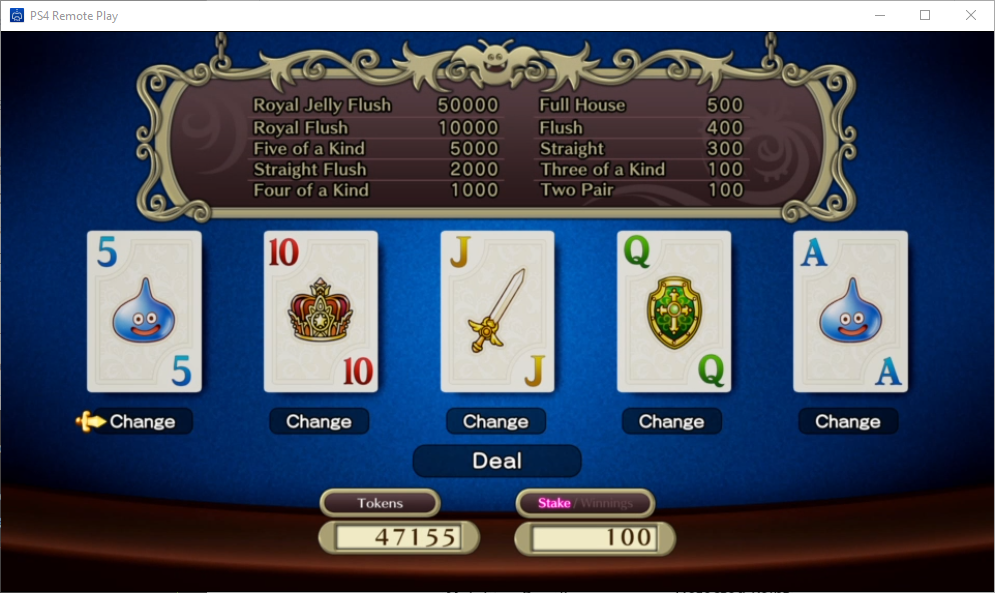 PS4 Remote Play
Royal Jelly Flush 50000 Full House 500
Royal Flush 10000 Flush 400
Five of a Kind 5000 Straight 300
Straight Flush 2000 Three of a Kind 100
Four of a Kind 1000 Two Pair 100
5 10 J Q A
5 10 J Q A
Change Change Change Change Change
Deal
Tokens Stake / Winnings
47155 100